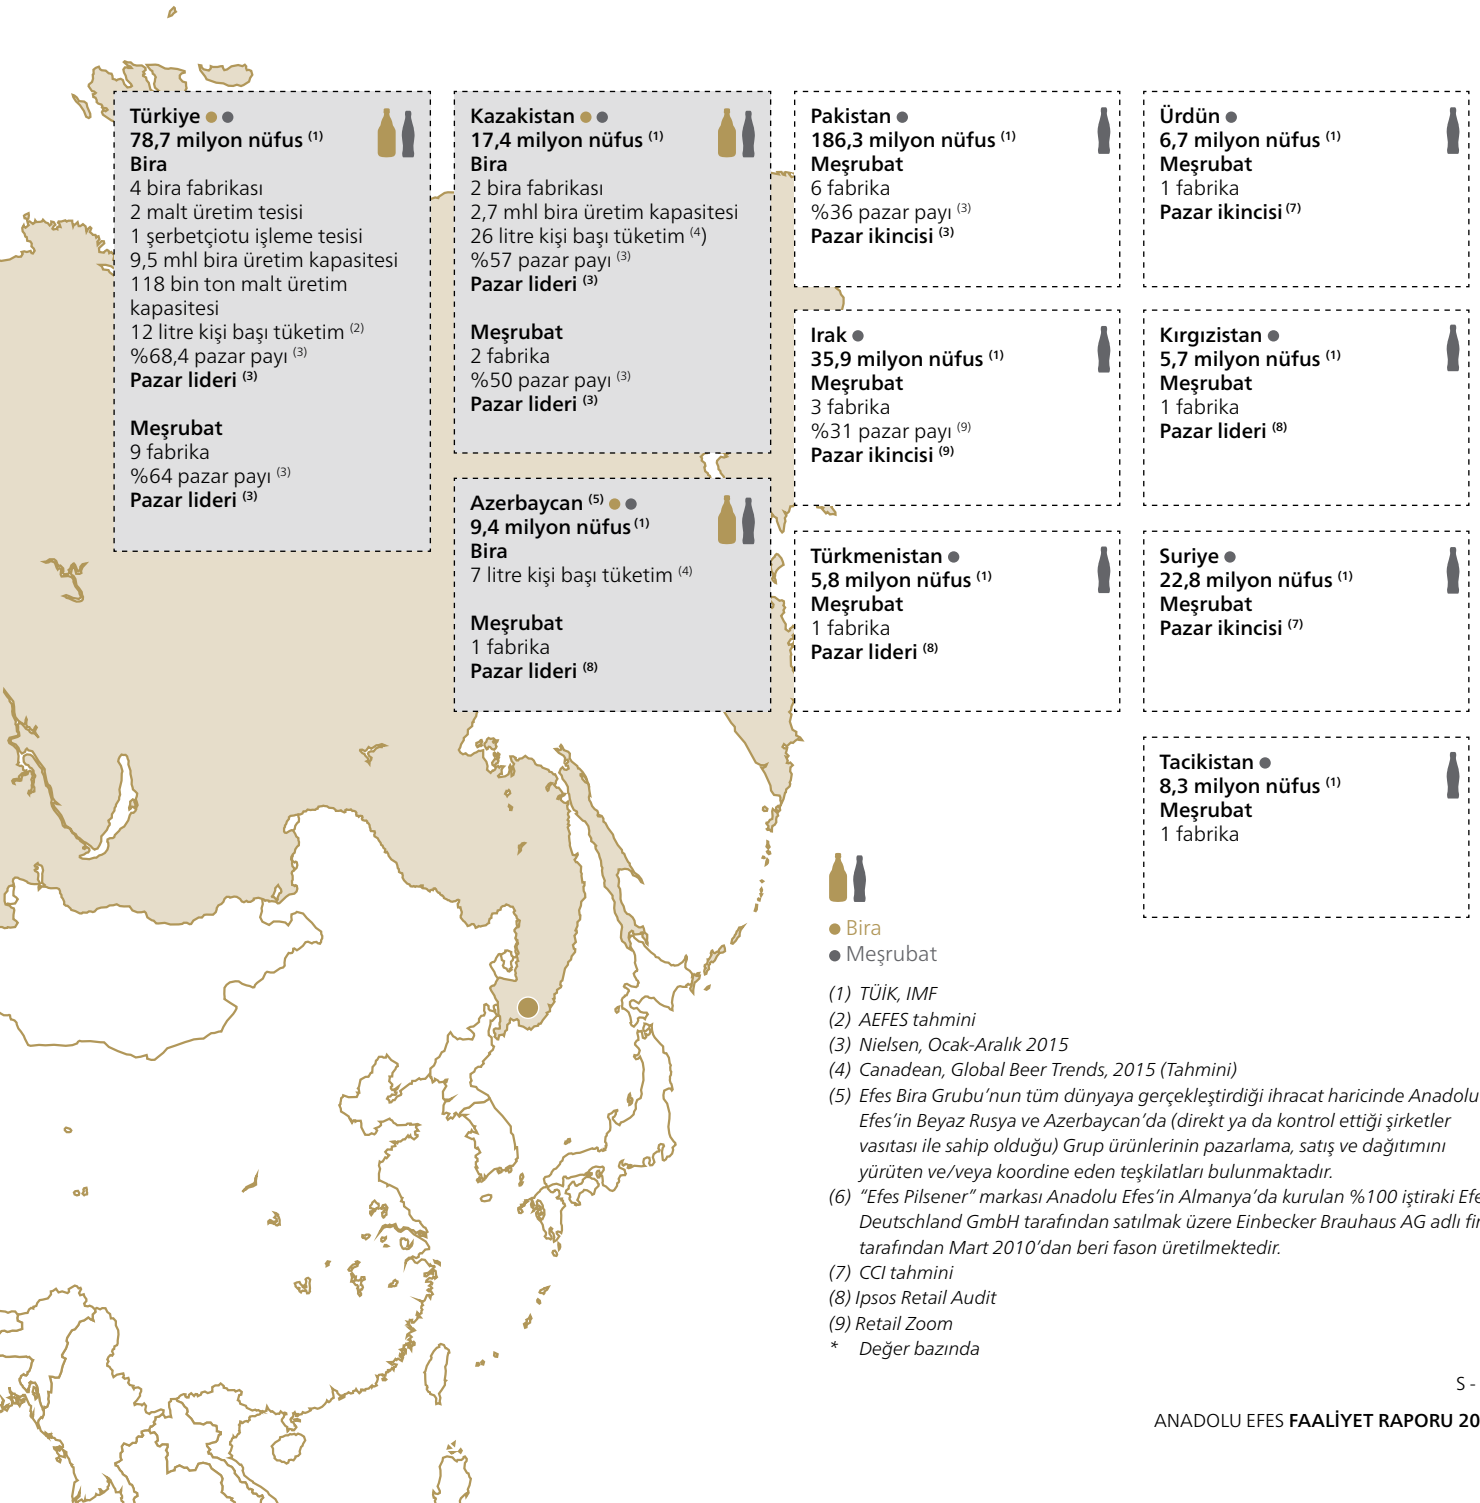 Türkiye
78,7 milyon nüfus (1)
Bira
4 bira fabrikası
2 malt üretim tesisi
1 şerbetçiotu işleme tesisi
9,5 mhl bira üretim kapasitesi
118 bin ton malt üretim
kapasitesi
12 litre kişi başı tüketim (2)
%68,4 pazar payı (3)
Pazar lideri (3)
Meşrubat
9 fabrika
%64 pazar payı (3)
Pazar lideri (3)
Kazakistan
17,4 milyon nüfus (1)
Bira
2 bira fabrikası
2,7 mhl bira üretim kapasitesi
26 litre kişi başı tüketim (4)
%57 pazar payı (3)
Pazar lideri (3)
Meşrubat
2 fabrika
%50 pazar payı (3)
Pazar lideri (3)
Azerbaycan (5)
9,4 milyon nüfus (1)
Bira
7 litre kişi başı tüketim (4)
Meşrubat
1 fabrika
Pazar lideri (8)
Pakistan
186,3 milyon nüfus (1)
Meşrubat
6 fabrika
%36 pazar payı (3)
Pazar ikincisi (3)
Irak
35,9 milyon nüfus (1)
Meşrubat
3 fabrika
%31 pazar payı (9)
Pazar ikincisi (9)
Türkmenistan
5,8 milyon nüfus (1)
Meşrubat
1 fabrika
Pazar lideri (8)
Ürdün
6,7 milyon nüfus (1)
Meşrubat
1 fabrika
Pazar ikincisi (7)
Kırgızistan
5,7 milyon nüfus (1)
Meşrubat
1 fabrika
Pazar lideri (8)
Suriye
22,8 milyon nüfus (1)
Meşrubat
Pazar ikincisi (7)
Tacikistan
8,3 milyon nüfus (1)
Meşrubat
1 fabrika
Bira
Meşrubat
(1) TÜİK, IMF
(2) AEFES tahmini
(3) Nielsen, Ocak-Aralık 2015
(4) Canadean, Global Beer Trends, 2015 (Tahmini)
(5) Efes Bira Grubu’nun tüm dünyaya gerçekleştirdiği ihracat haricinde Anadolu
Efes’in Beyaz Rusya ve Azerbaycan’da (direkt ya da kontrol ettiği şirketler
vasıtası ile sahip olduğu) Grup ürünlerinin pazarlama, satış ve dağıtımını
yürüten ve/veya koordine eden teşkilatları bulunmaktadır.
(6) “Efes Pilsener” markası Anadolu Efes’in Almanya’da kurulan %100 iştiraki Efe
Deutschland GmbH tarafından satılmak üzere Einbecker Brauhaus AG adlı fir
tarafından Mart 2010’dan beri fason üretilmektedir.
(7) CCI tahmini
(8) Ipsos Retail Audit
(9) Retail Zoom
* Değer bazında
S -
ANADOLU EFES FAALİYET RAPORU 20